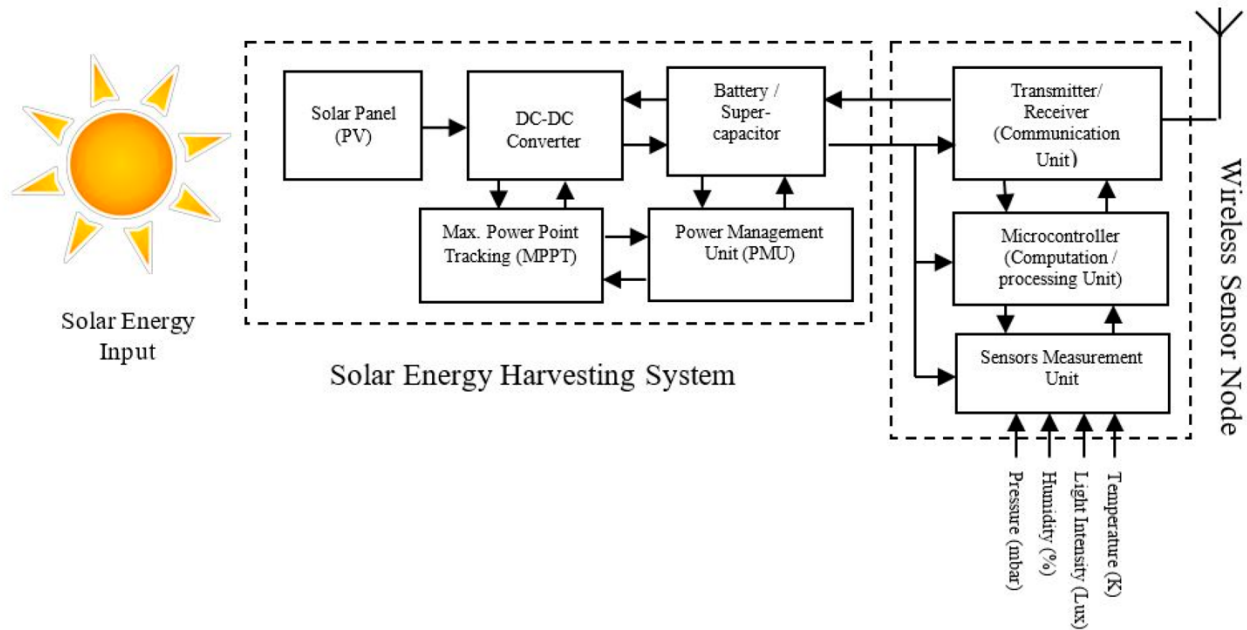 Solar Energy
Input
Solar Panel
(PV)
DC-DC
Converter
Battery /
Super-
capacitor
Max. Power Point
Tracking (MPPT)
Power Management
Unit (PMU)
Solar Energy Harvesting System
Transmitter/
Receiver
(Communication
Unit)
Microcontroller
(Computation /
processing Unit)
Sensors Measurement
Unit
Pressure (mbar)
Humidity (%)
Light Intensity (Lux)
Temperature (K)
Wireless Sensor Node